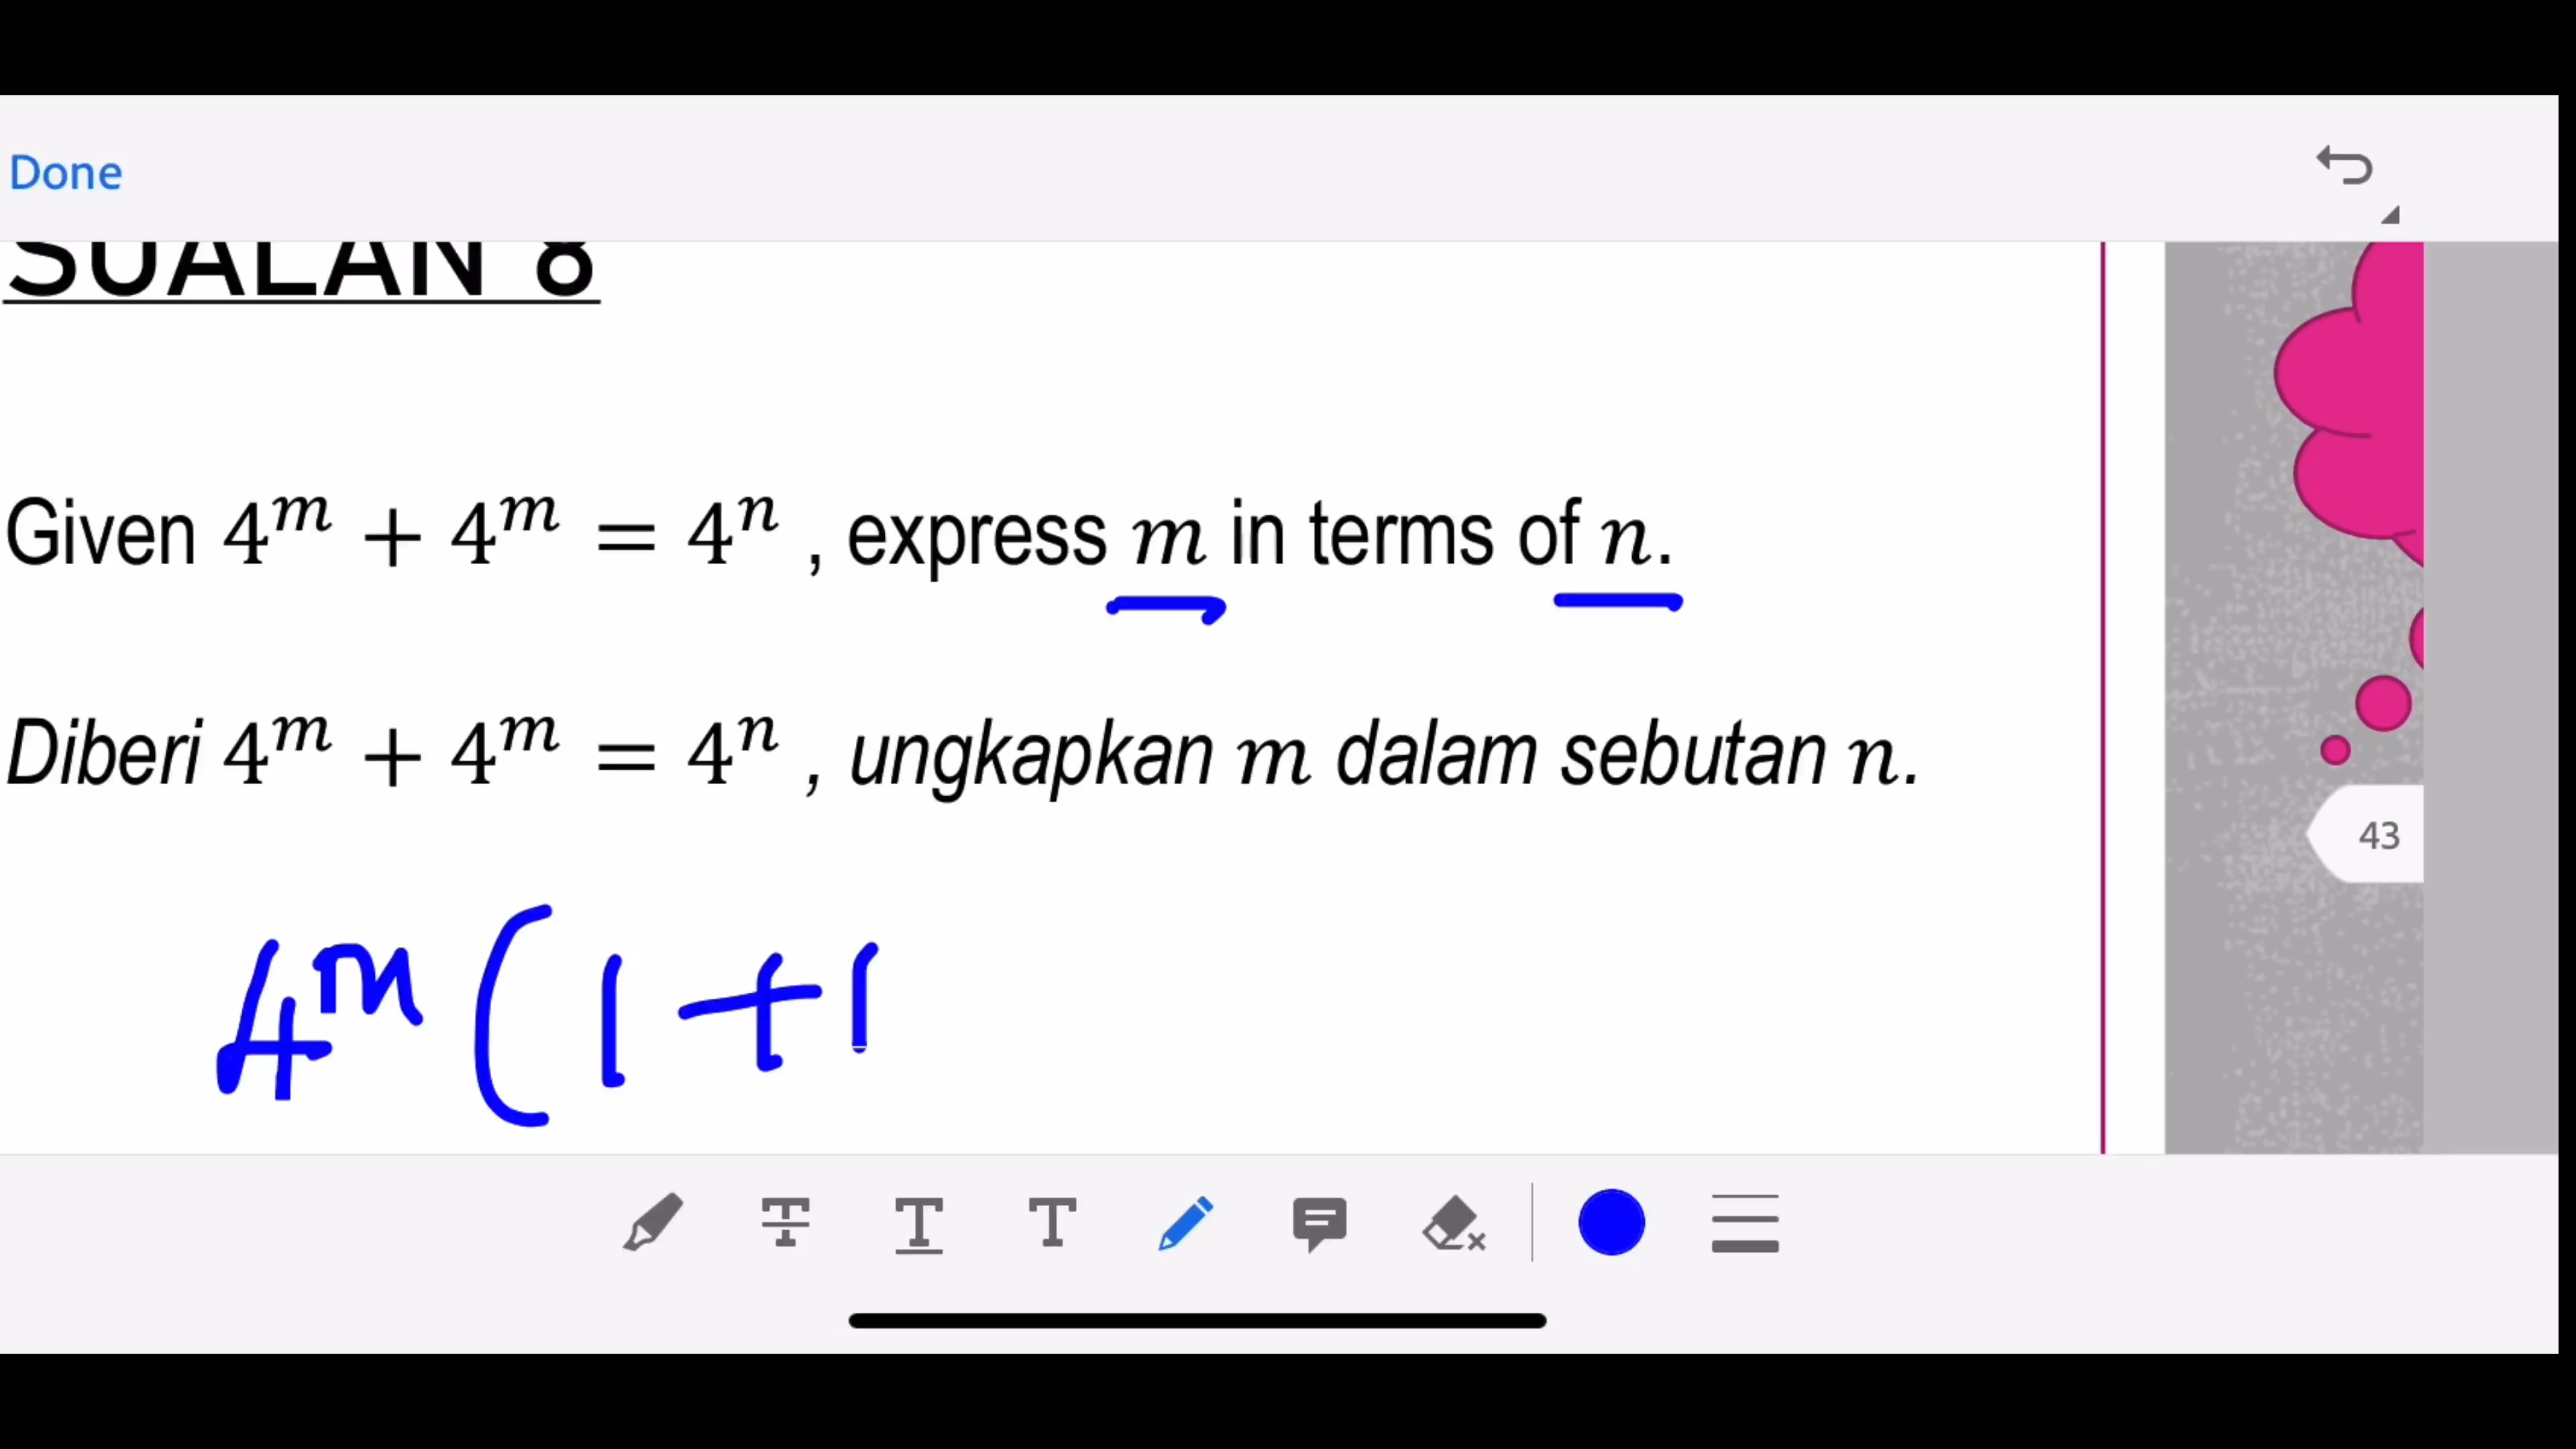 Done
SUALAN 8
Given 4^m + 4^m = 4^n , express m in terms of n.
Diberi 4^m + 4^m = 4^n , ungkapkan m dalam sebutan n.
43
4^m ( 1 + 1